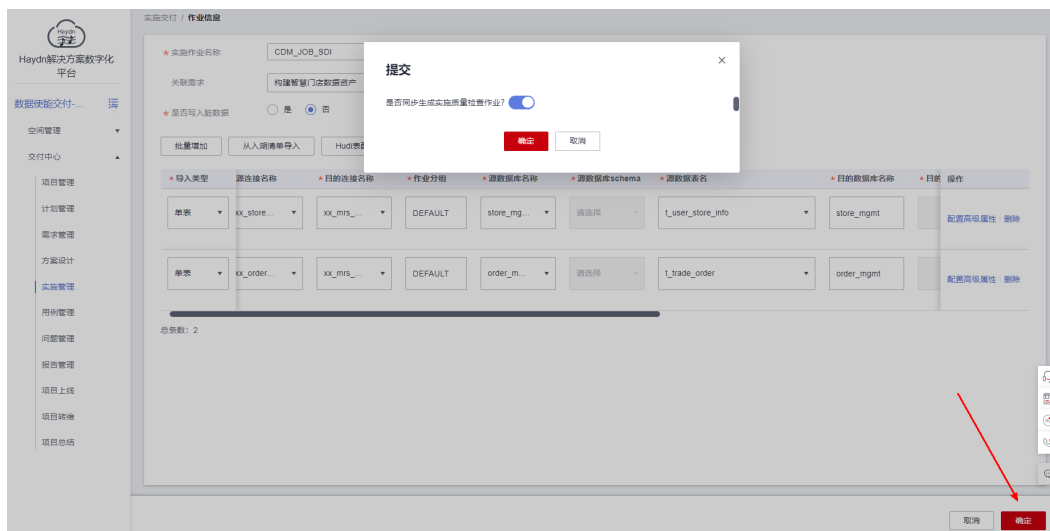 实施交付 / 作业信息
Haydn
Haydn解决方案数字化
平台
数据使能交付-...
空间管理
交付中心
项目管理
计划管理
需求管理
方案设计
实施管理
用例管理
问题管理
报告管理
项目上线
项目转维
项目总结
* 实施作业名称 CDM_JOB_SDI
关联需求 构建智慧门店数据资产
* 是否写入脏数据 是 否
批量增加 从入湖清单导入 Hudi表
提交
是否同步生成实施质量检查作业?
确定 取消
* 导入类型 源连接名称 * 目的连接名称 * 作业分组 * 源数据库名称 * 源数据库schema * 源数据表名 * 目的数据库名称 * 目的 操作
单表 xx_store... xx_mrs_... DEFAULT store_mg... 请选择 t_user_store_info store_mgmt 配置高级属性 删除
单表 xx_order... xx_mrs_... DEFAULT order_m... 请选择 t_trade_order order_mgmt 配置高级属性 删除
总条数: 2
取消 确定